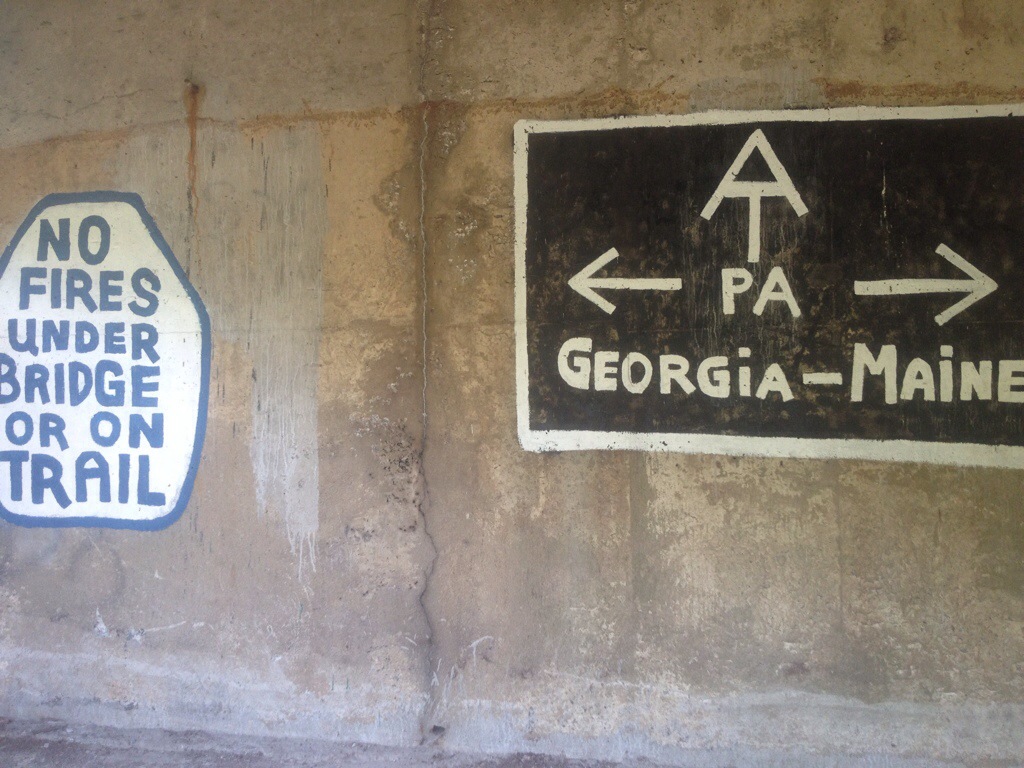 NO
FIRES
UNDER
BRIDGE
OR ON
TRAIL
AT
PA
GEORGiA – MAiNE